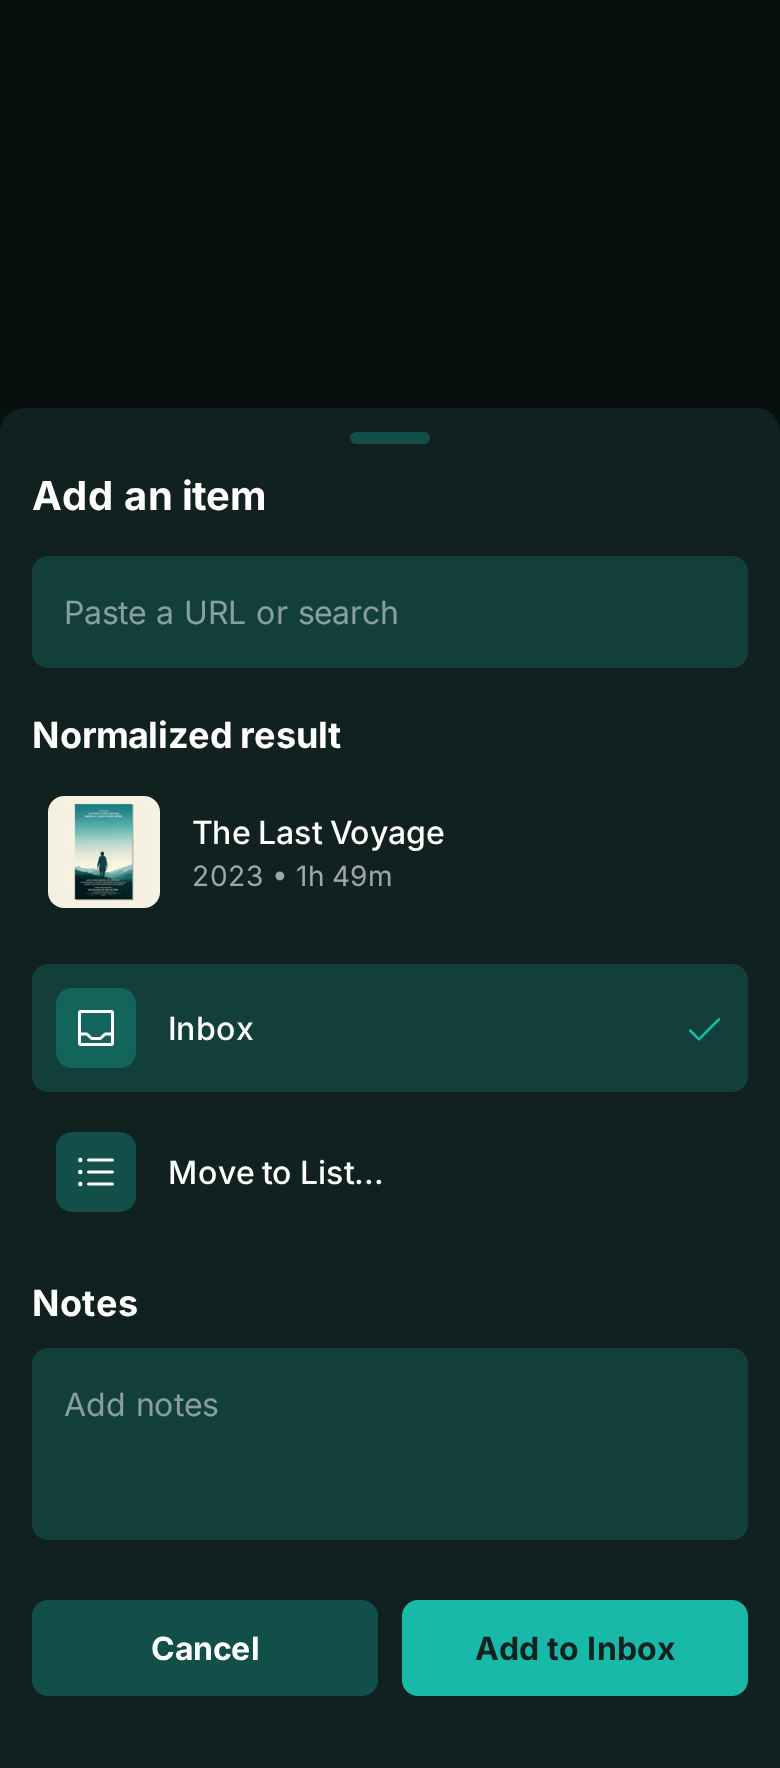 Add an item
Paste a URL or search
Normalized result
The Last Voyage
2023 • 1h 49m
Inbox
Move to List...
Notes
Add notes
Cancel
Add to Inbox